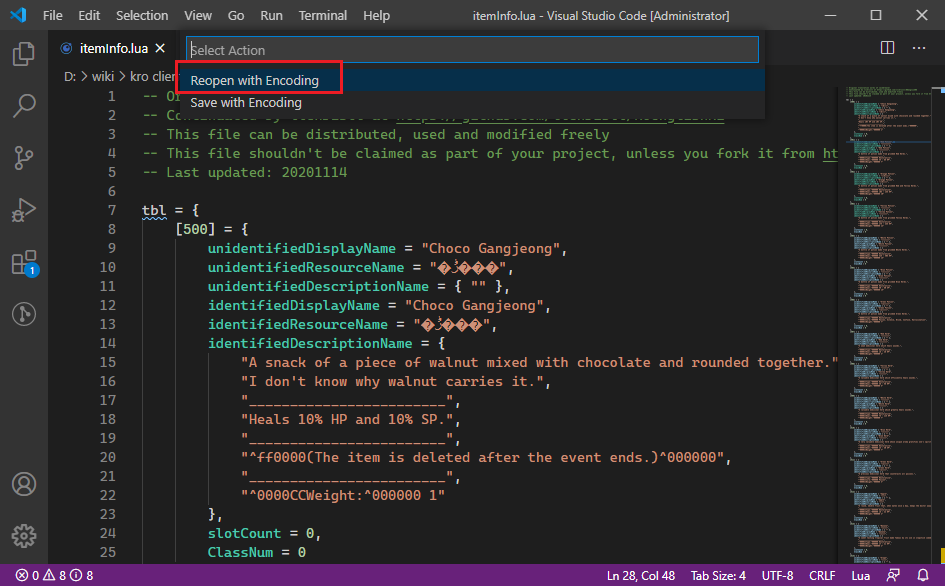 File Edit Selection View Go Run Terminal Help itemInfo.lua - Visual Studio Code [Administrator]
itemInfo.lua
Select Action
D: > wiki > kro clien
Reopen with Encoding
Save with Encoding
1 -- O
2
3 -- This file can be distributed, used and modified freely
4 -- This file shouldn't be claimed as part of your project, unless you fork it from ht
5 -- Last updated: 20201114
6
7 tbl = {
8 [500] = {
9 unidentifiedDisplayName = "Choco Gangjeong",
10 unidentifiedResourceName = "�ڶ���",
11 unidentifiedDescriptionName = { "" },
12 identifiedDisplayName = "Choco Gangjeong",
13 identifiedResourceName = "�ڶ���",
14 identifiedDescriptionName = {
15 "A snack of a piece of walnut mixed with chocolate and rounded together."
16 "I don't know why walnut carries it.",
17 "________________________",
18 "Heals 10% HP and 10% SP.",
19 "________________________",
20 "^ff0000(The item is deleted after the event ends.)^000000",
21 "________________________",
22 "^0000CCWeight:^000000 1"
23 },
24 slotCount = 0,
25 ClassNum = 0
1
0 8 8 Ln 28, Col 48 Tab Size: 4 UTF-8 CRLF Lua